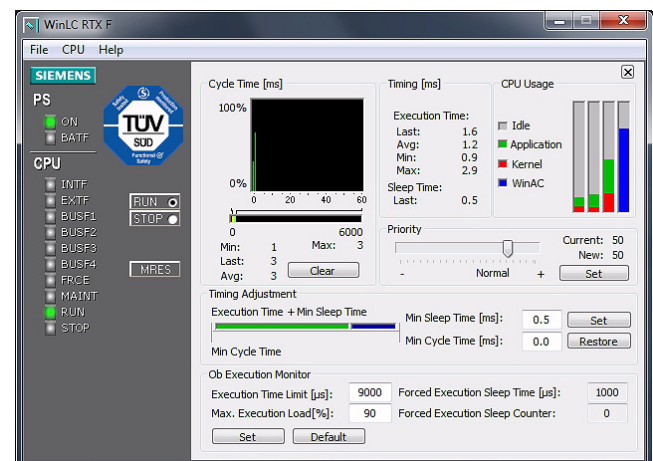 WinLC RTX F
File CPU Help
SIEMENS
PS
ON
BATF
TÜV
SÜD
Functional
Safety
CPU
INTF
EXTF
BUSF1
BUSF2
BUSF3
BUSF4
FRCE
MAINT
RUN
STOP
RUN
STOP
MRES
Cycle Time [ms]
100%
0%
0 20 40 60
0 6000
Min: 1 Max: 3
Last: 3
Avg: 3
Clear
Timing [ms]
Execution Time:
Last: 1.6
Avg: 1.2
Min: 0.9
Max: 2.9
Sleep Time:
Last: 0.5
CPU Usage
Idle
Application
Kernel
WinAC
Priority
- Normal +
Current: 50
New: 50
Set
Timing Adjustment
Execution Time + Min Sleep Time
Min Cycle Time
Min Sleep Time [ms]: 0.5 Set
Min Cycle Time [ms]: 0.0 Restore
Ob Execution Monitor
Execution Time Limit [µs]: 9000 Forced Execution Sleep Time [µs]: 1000
Max. Execution Load[%]: 90 Forced Execution Sleep Counter: 0
Set Default